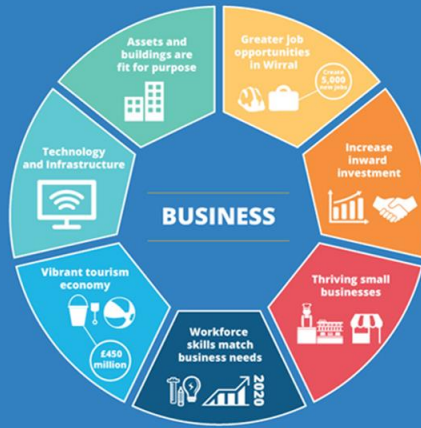 BUSINESS
Greater job
opportunities
in Wirral
Create
5,000
new jobs
Increase
inward
investment
Thriving small
businesses
Workforce
skills match
business needs
2020
Vibrant tourism
economy
£450
million
Technology
and Infrastructure
Assets and
buildings are
fit for purpose